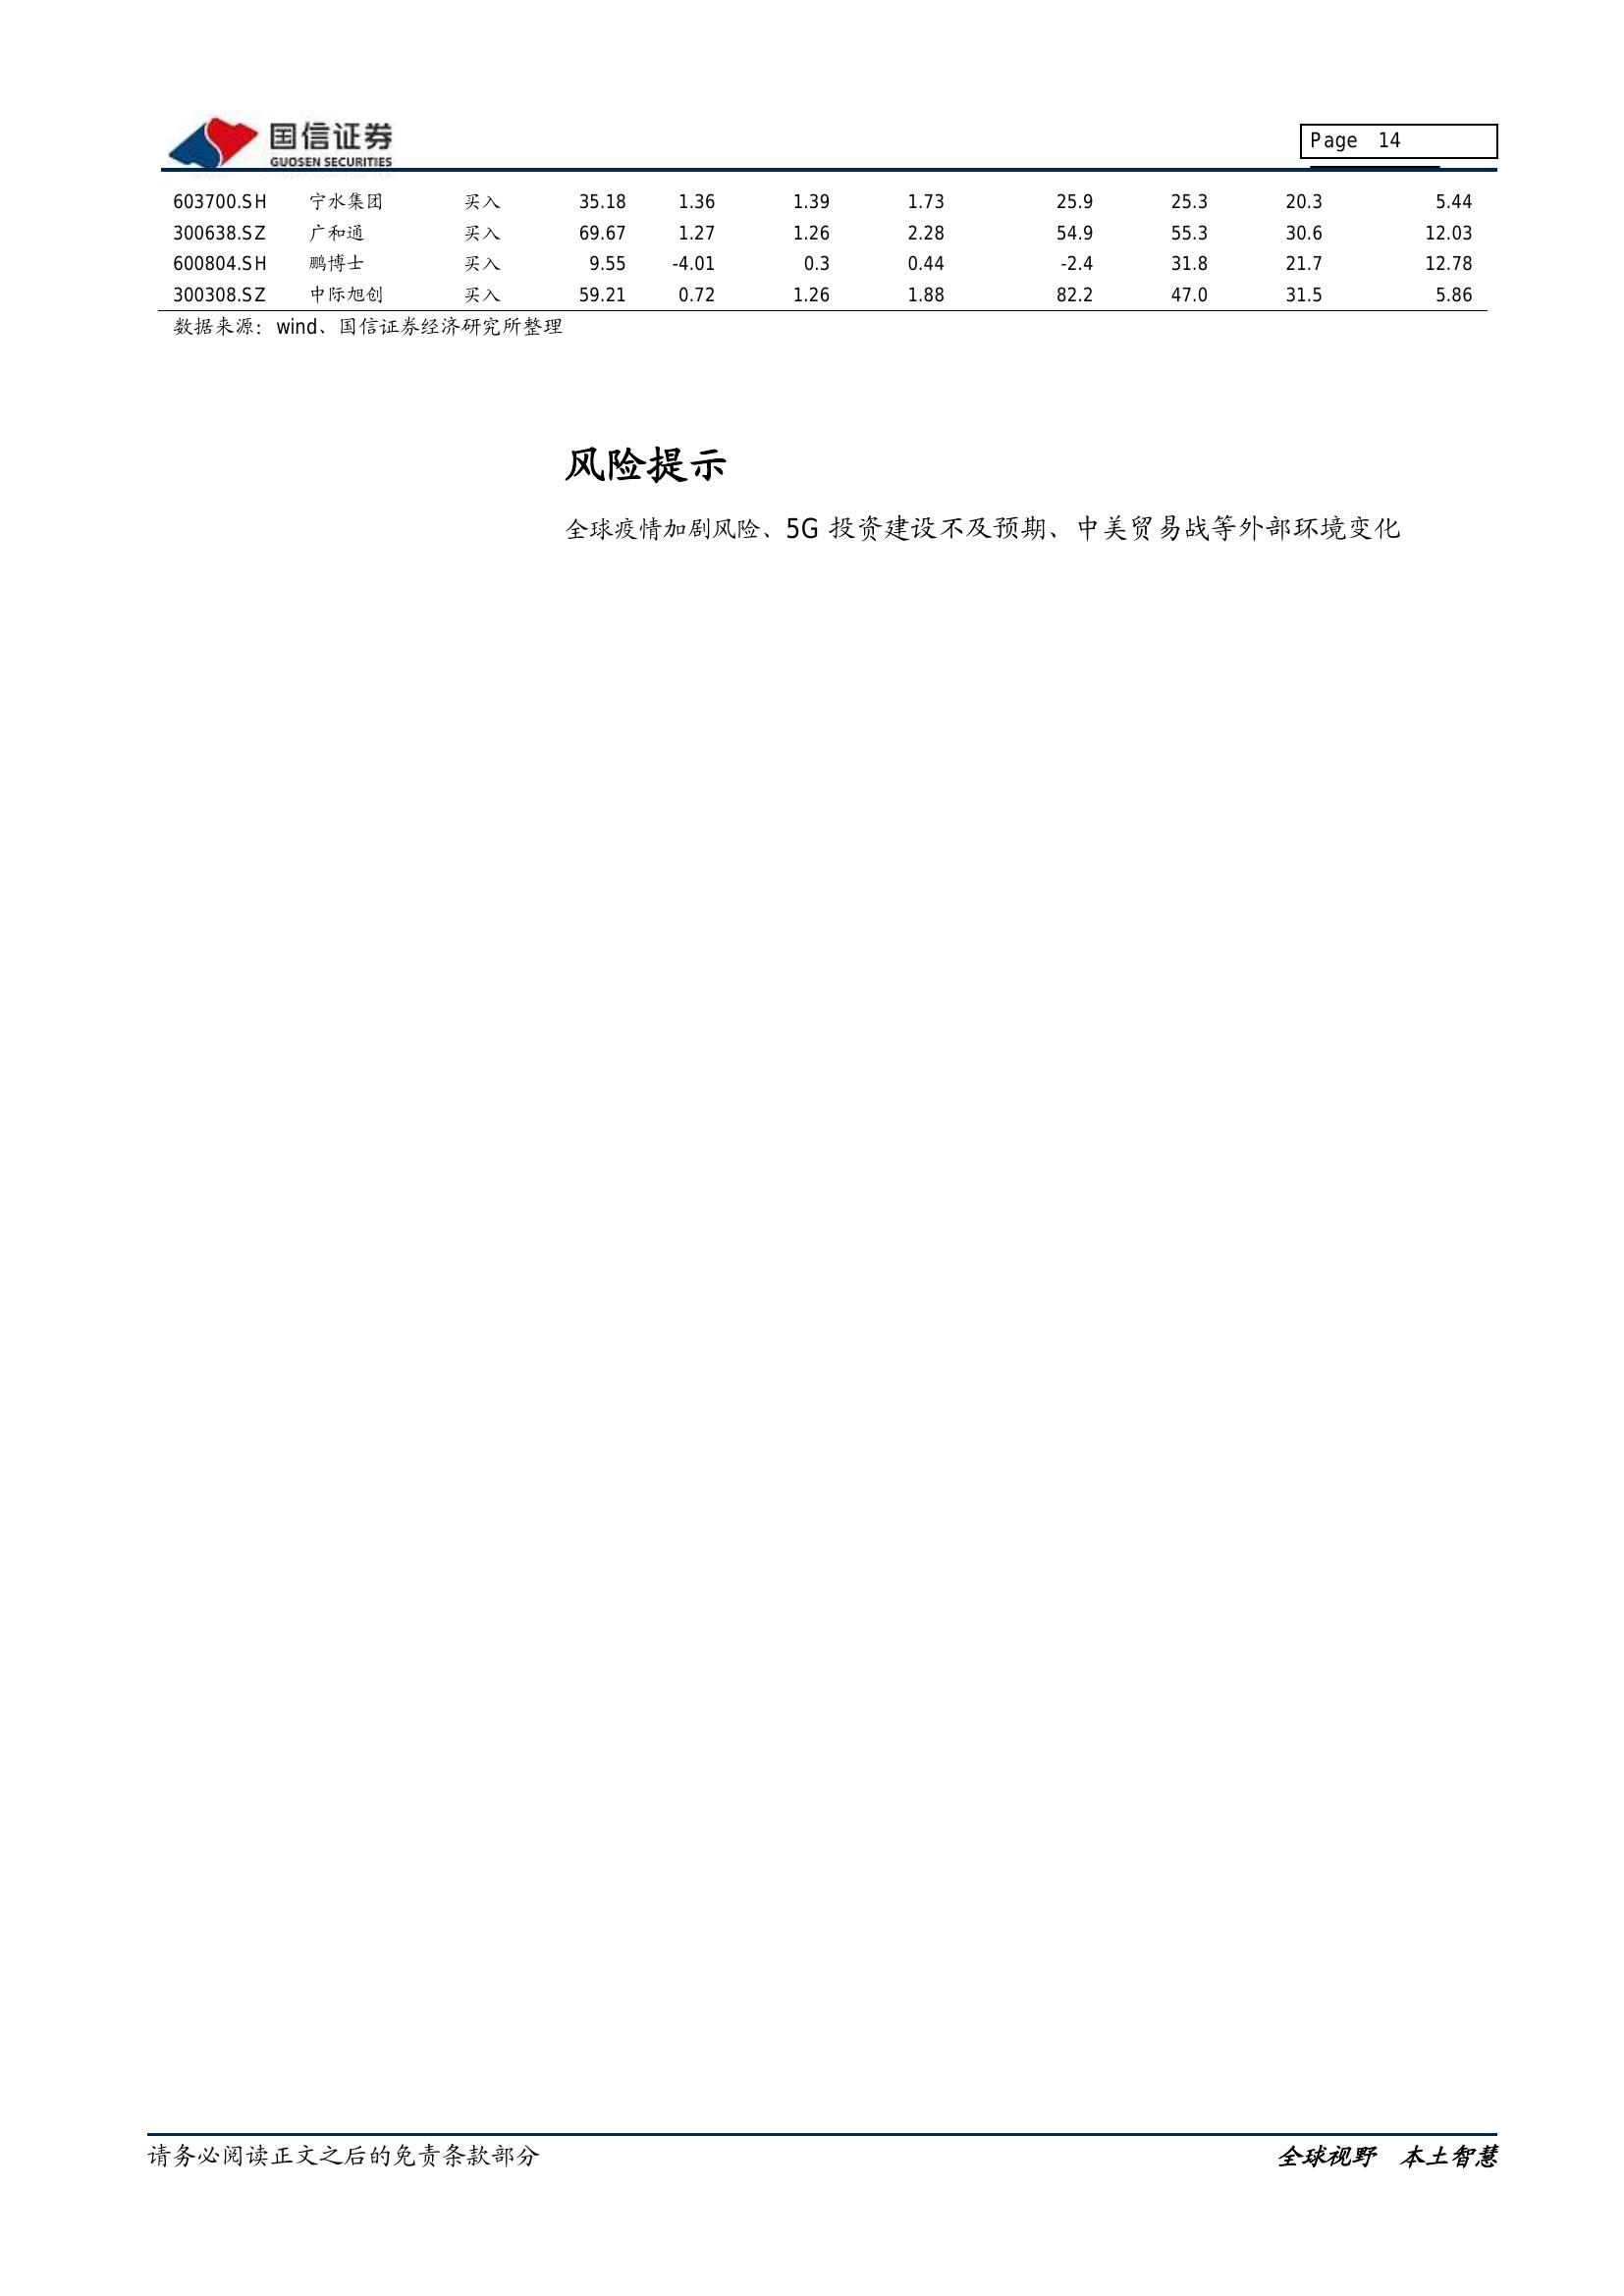 国信证券
GUOSEN SECURITIES
Page 14
603700.SH 宁水集团 买入 35.18 1.36 1.39 1.73 25.9 25.3 20.3 5.44
300638.SZ 广和通 买入 69.67 1.27 1.26 2.28 54.9 55.3 30.6 12.03
600804.SH 鹏博士 买入 9.55 -4.01 0.3 0.44 -2.4 31.8 21.7 12.78
300308.SZ 中际旭创 买入 59.21 0.72 1.26 1.88 82.2 47.0 31.5 5.86
数据来源：wind、国信证券经济研究所整理
风险提示
全球疫情加剧风险、5G 投资建设不及预期、中美贸易战等外部环境变化
请务必阅读正文之后的免责条款部分
全球视野 本土智慧